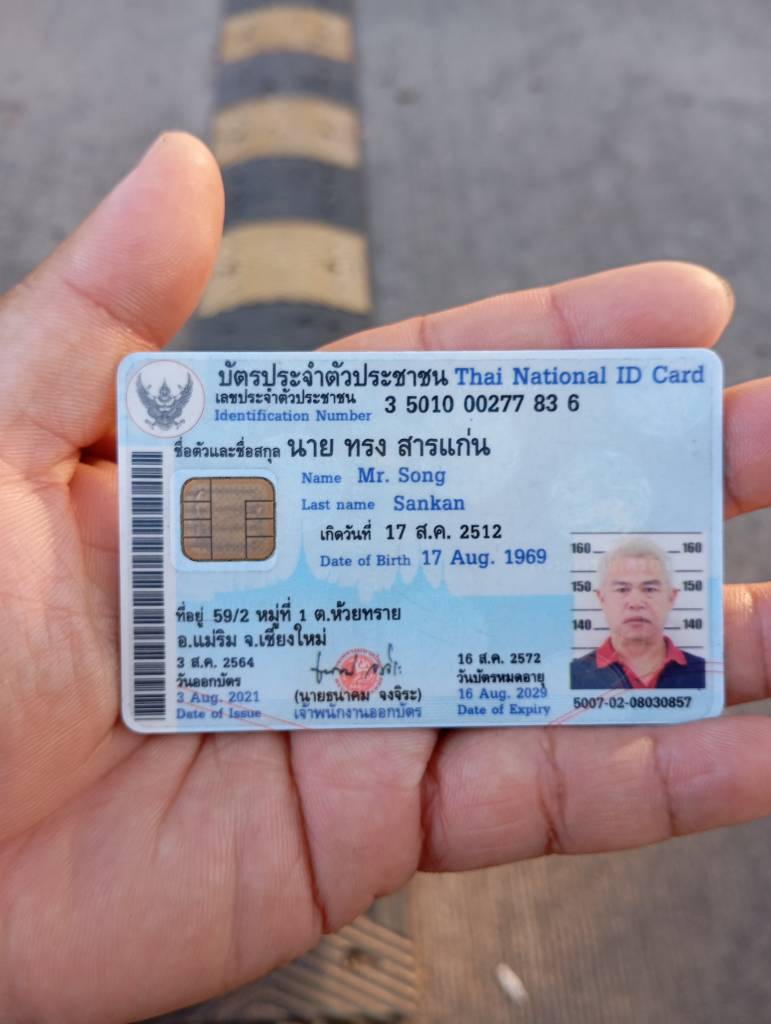 บัตรประจำตัวประชาชน Thai National ID Card
เลขประจำตัวประชาชน
Identification Number 3 5010 00277 83 6
ชื่อตัวและชื่อสกุล นาย ทรง สารแก่น
Name Mr. Song
Last name Sankan
เกิดวันที่ 17 ส.ค. 2512
Date of Birth 17 Aug. 1969
160 160
150 150
140 140
ที่อยู่ 59/2 หมู่ที่ 1 ต.ห้วยทราย
อ.แม่ริม จ.เชียงใหม่
3 ส.ค. 2564
วันออกบัตร
3 Aug. 2021
Date of Issue
(นายธนาคม จงจิระ)
เจ้าพนักงานออกบัตร
16 ส.ค. 2572
วันบัตรหมดอายุ
16 Aug. 2029
Date of Expiry
5007-02-08030857